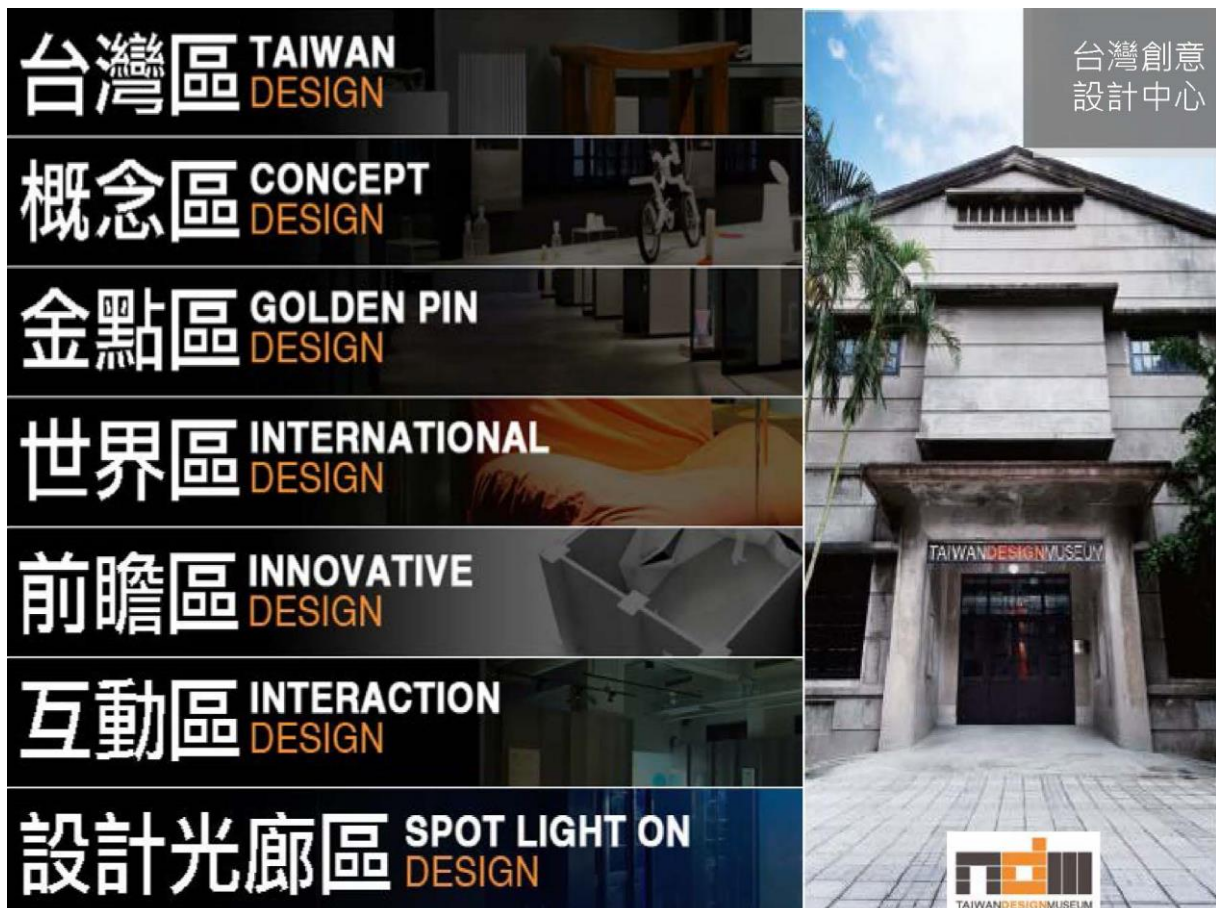 台灣區 TAIWAN
DESIGN
概念區 CONCEPT
DESIGN
金點區 GOLDEN PIN
DESIGN
世界區 INTERNATIONAL
DESIGN
前瞻區 INNOVATIVE
DESIGN
互動區 INTERACTION
DESIGN
設計光廊區 SPOT LIGHT ON
DESIGN
台灣創意
設計中心
TAIWANDESIGNMUSEUM
tdm
TAIWANDESIGNMUSEUM